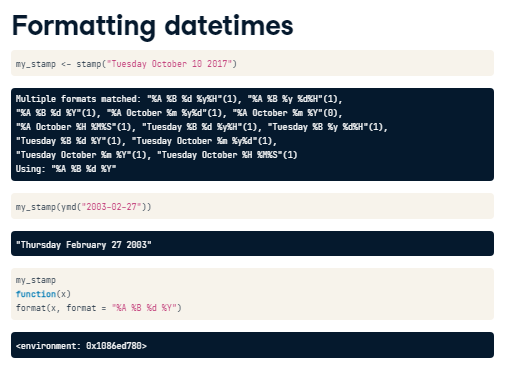 Formatting datetimes
my_stamp <- stamp("Tuesday October 10 2017")
Multiple formats matched: "%A %B %d %y%H"(1), "%A %B %y %d%H"(1),
"%A %B %d %Y"(1), "%A October %m %y%d"(1), "%A October %m %Y"(0),
"%A October %H %M%S"(1), "Tuesday %B %d %y%H"(1), "Tuesday %B %y %d%H"(1),
"Tuesday %B %d %Y"(1), "Tuesday October %m %y%d"(1),
"Tuesday October %m %Y"(1), "Tuesday October %H %M%S"(1)
Using: "%A %B %d %Y"
my_stamp(ymd("2003-02-27"))
"Thursday February 27 2003"
my_stamp
function(x)
format(x, format = "%A %B %d %Y")
<environment: 0x1086ed780>